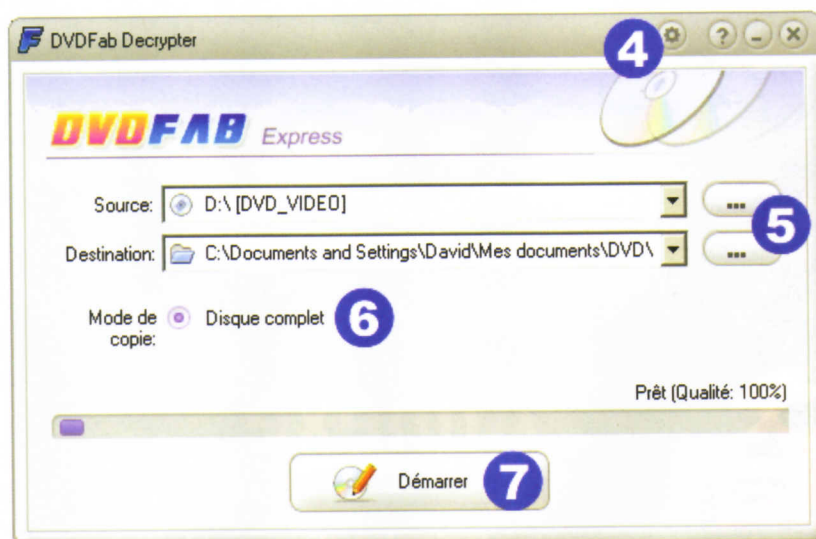 DVDFab Decrypter
4
?
DVDFAB Express
Source: D:\ [DVD_VIDEO] ...
5
Destination: C:\Documents and Settings\David\Mes documents\DVD\ ...
Mode de copie: Disque complet 6
Prêt (Qualité: 100%)
Démarrer 7